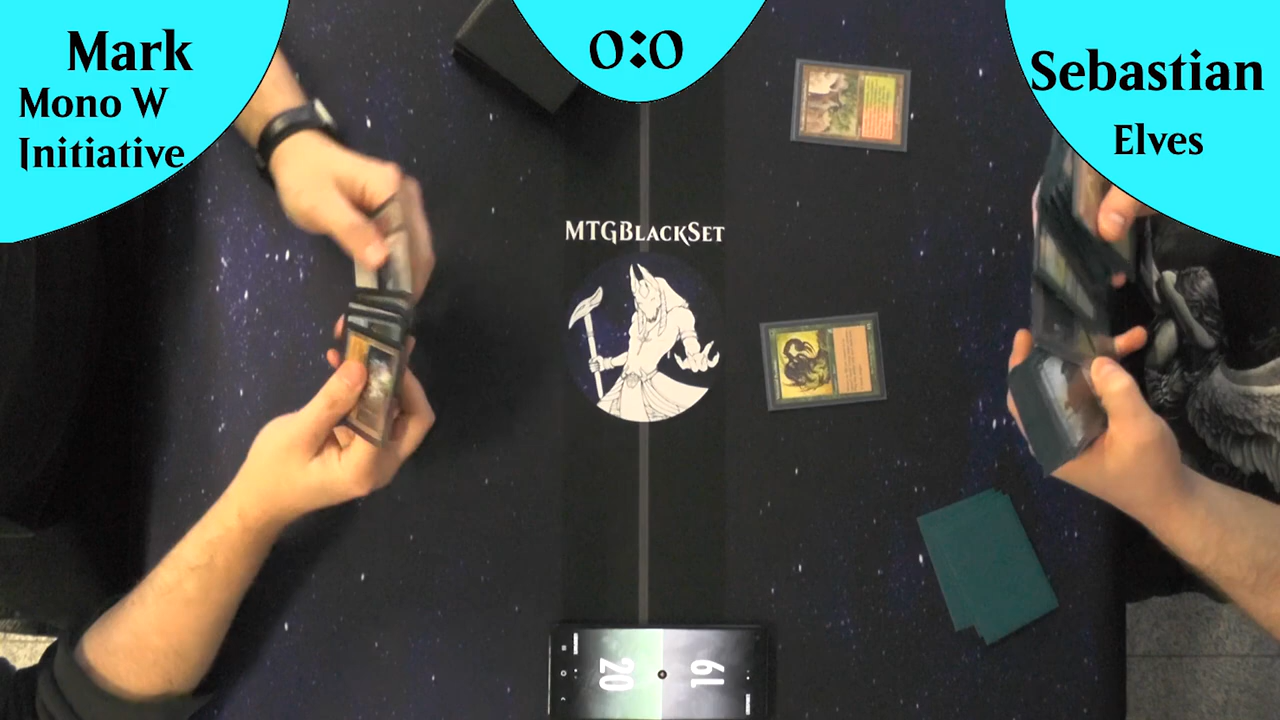 Mark
Mono W
Initiative
0:0
Sebastian
Elves
MTGBlackSet
20
19